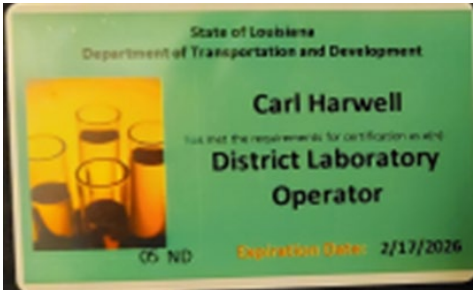 State of Louisiana
Department of Transportation and Development
Carl Harwell
has met the requirements for certification as a(n)
District Laboratory
Operator
05 ND
Expiration Date: 2/17/2026